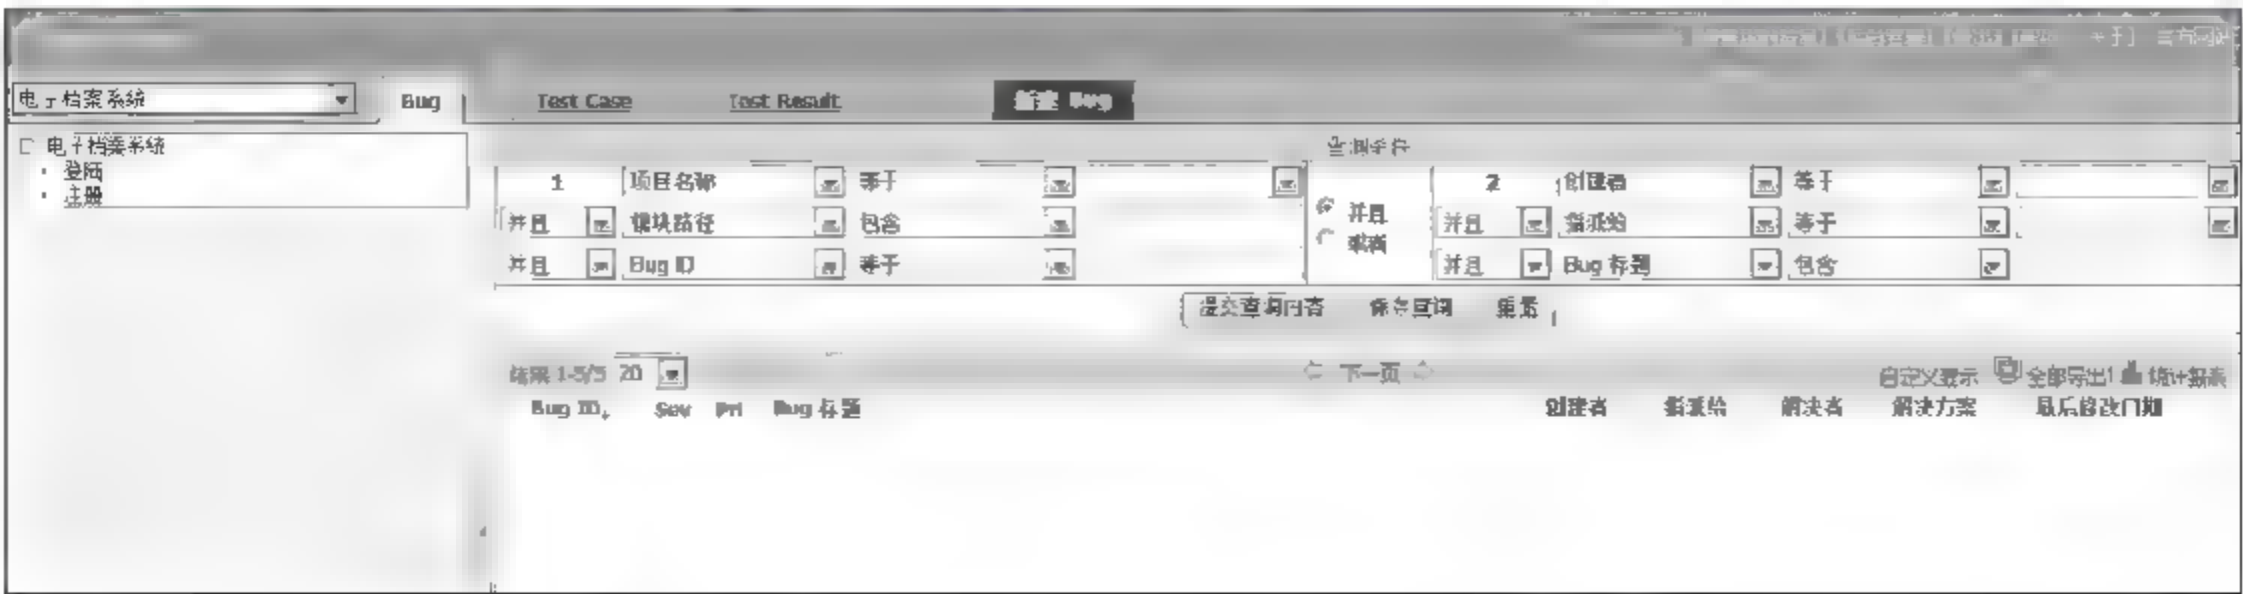 电子档案系统 Bug Test Case Test Result 新建 Bug
电子档案系统 查询条件
登陆
注册
1 项目名称 等于 2 创建者 等于
并且 模块路径 包含 并且 并且 指派给 等于
或者
并且 Bug ID 等于 并且 Bug 标题 包含
提交查询内容 保存查询 重置
结果 1-5/5 20 下一页 自定义显示 全部导出 统计报表
Bug ID Sev Pri Bug 标题 创建者 指派给 解决者 解决方案 最后修改日期